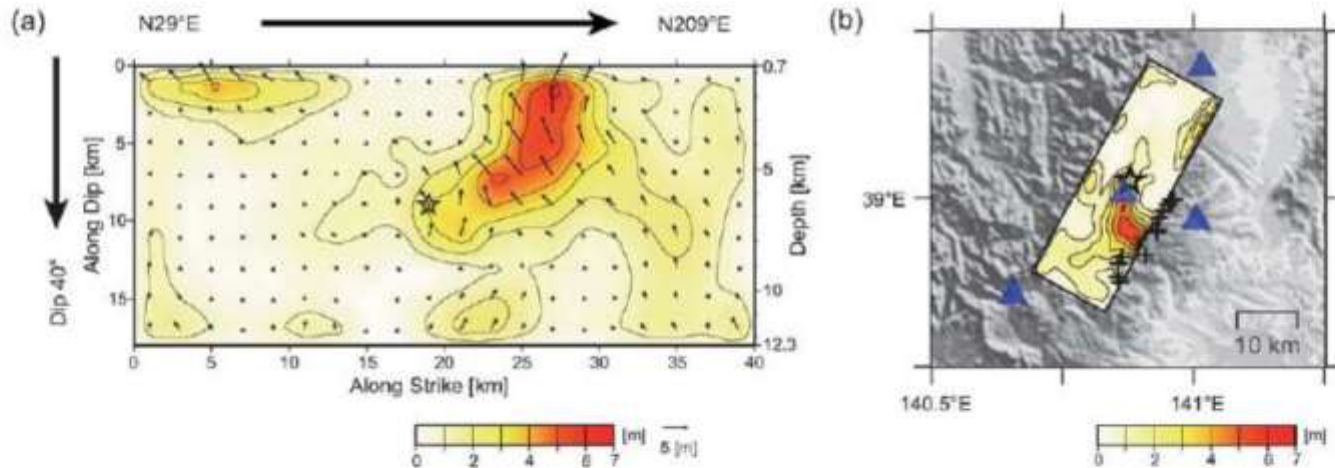 (a)
N29°E
N209°E
Dip 40°
Along Dip [km]
0
5
10
15
0.7
5
10
12.3
Depth [km]
0 5 10 15 20 25 30 35 40
Along Strike [km]
0 2 4 6 7
[m]
5 [m]
(b)
39°E
10 km
140.5°E
141°E
0 2 4 6 7
[m]